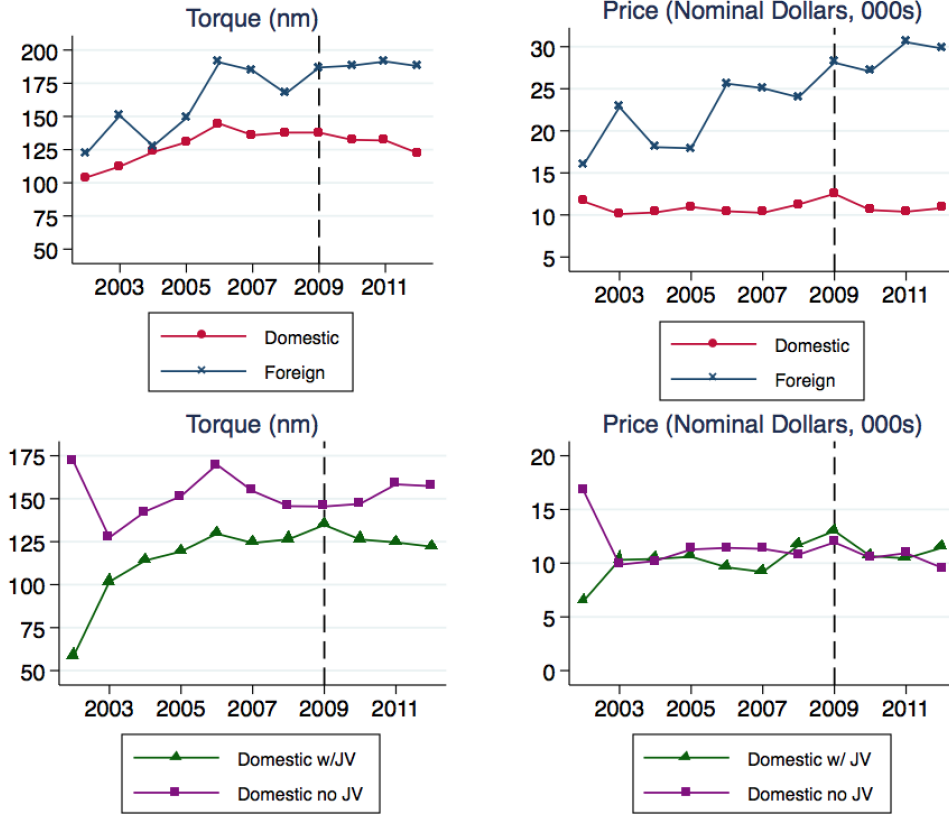 Torque (nm)
200
175
150
125
100
75
50
2003 2005 2007 2009 2011
Domestic
Foreign
Price (Nominal Dollars, 000s)
30
25
20
15
10
5
2003 2005 2007 2009 2011
Domestic
Foreign
Torque (nm)
175
150
125
100
75
50
2003 2005 2007 2009 2011
Domestic w/JV
Domestic no JV
Price (Nominal Dollars, 000s)
20
15
10
5
0
2003 2005 2007 2009 2011
Domestic w/ JV
Domestic no JV